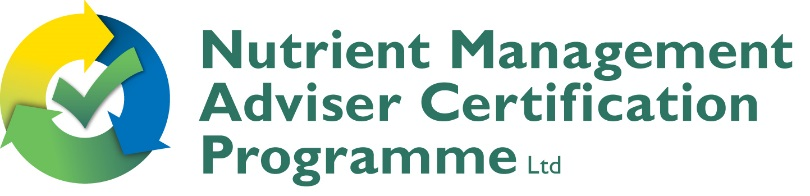 Nutrient Management
Adviser Certification
Programme Ltd